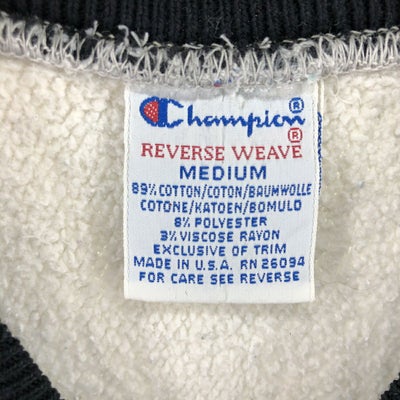 Champion®
REVERSE WEAVE®
MEDIUM
89% COTTON/COTON/BAUMWOLLE
COTONE/KATOEN/BOMULD
8% POLYESTER
3% VISCOSE RAYON
EXCLUSIVE OF TRIM
MADE IN U.S.A. RN 26094
FOR CARE SEE REVERSE